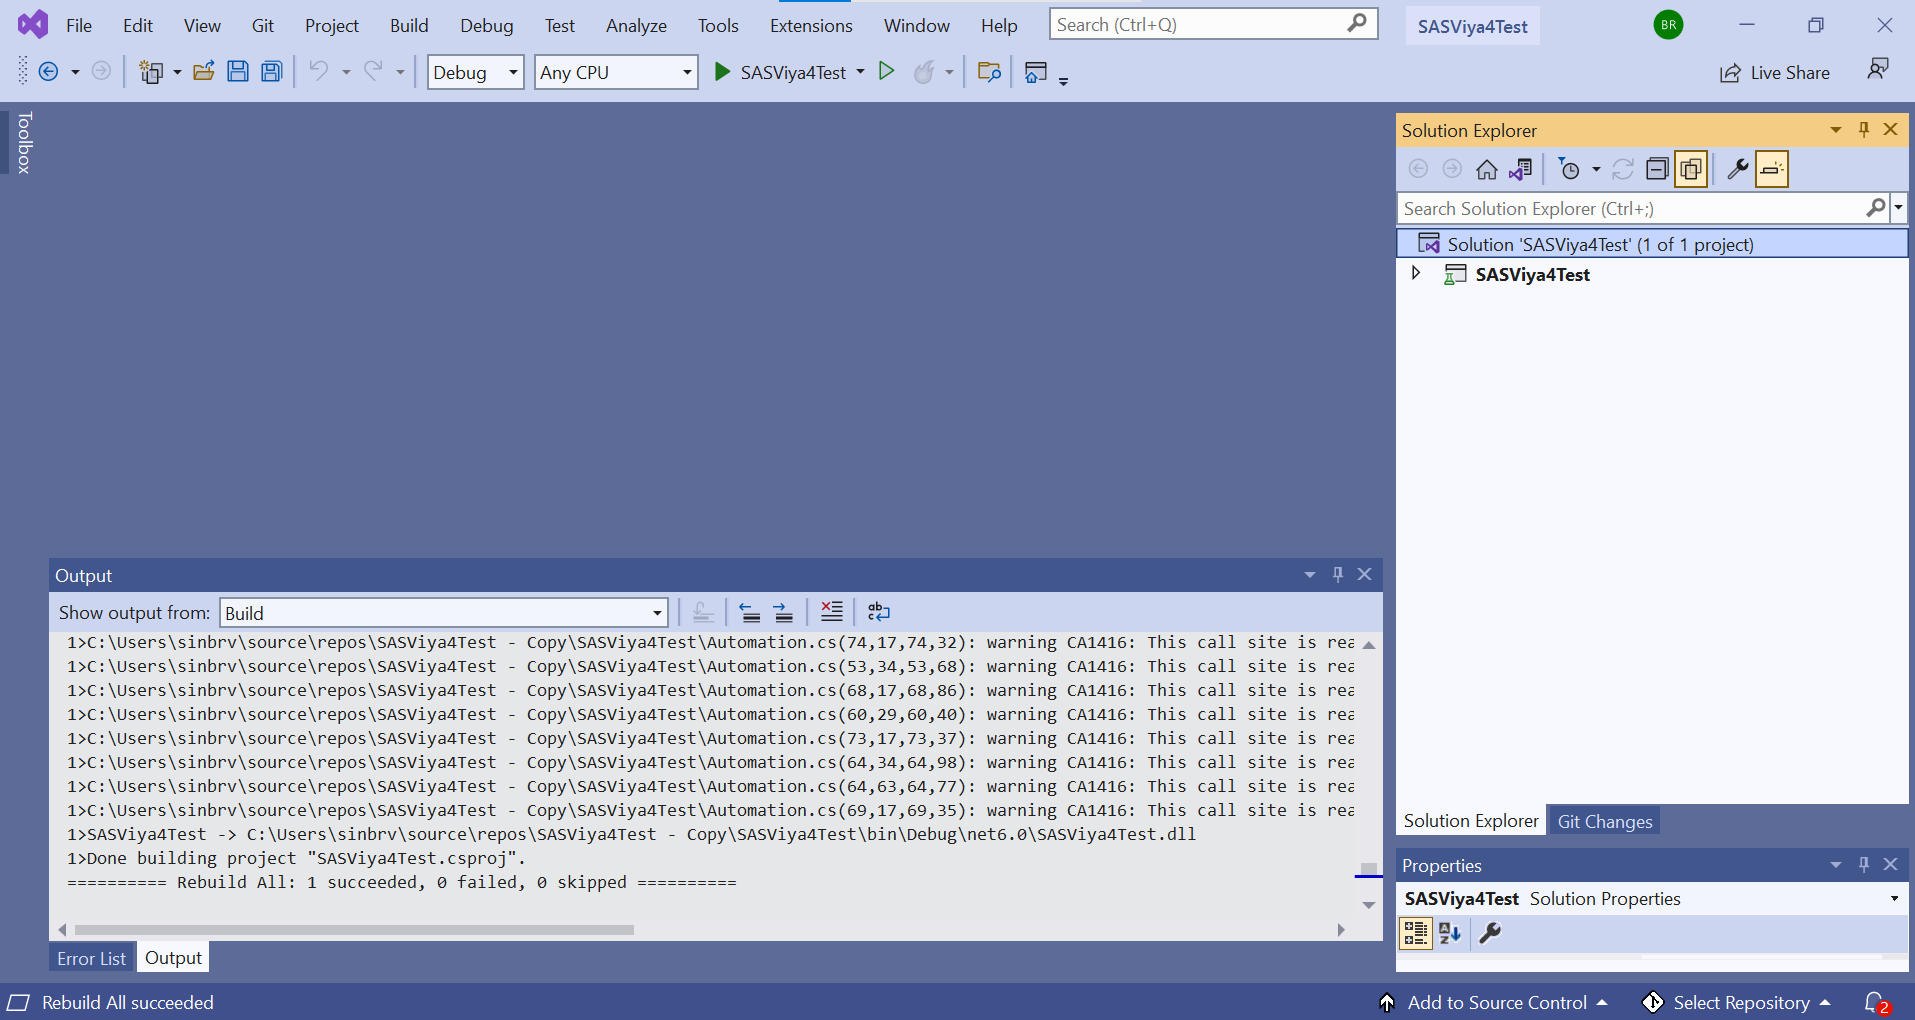 File Edit View Git Project Build Debug Test Analyze Tools Extensions Window Help Search (Ctrl+Q) SASViya4Test BR
Debug Any CPU SASViya4Test Live Share
Toolbox
Solution Explorer
Search Solution Explorer (Ctrl+;)
Solution 'SASViya4Test' (1 of 1 project)
SASViya4Test
Output
Show output from: Build
1>C:\Users\sinbrv\source\repos\SASViya4Test - Copy\SASViya4Test\Automation.cs(74,17,74,32): warning CA1416: This call site is rea
1>C:\Users\sinbrv\source\repos\SASViya4Test - Copy\SASViya4Test\Automation.cs(53,34,53,68): warning CA1416: This call site is rea
1>C:\Users\sinbrv\source\repos\SASViya4Test - Copy\SASViya4Test\Automation.cs(68,17,68,86): warning CA1416: This call site is rea
1>C:\Users\sinbrv\source\repos\SASViya4Test - Copy\SASViya4Test\Automation.cs(60,29,60,40): warning CA1416: This call site is rea
1>C:\Users\sinbrv\source\repos\SASViya4Test - Copy\SASViya4Test\Automation.cs(73,17,73,37): warning CA1416: This call site is rea
1>C:\Users\sinbrv\source\repos\SASViya4Test - Copy\SASViya4Test\Automation.cs(64,34,64,98): warning CA1416: This call site is rea
1>C:\Users\sinbrv\source\repos\SASViya4Test - Copy\SASViya4Test\Automation.cs(64,63,64,77): warning CA1416: This call site is rea
1>C:\Users\sinbrv\source\repos\SASViya4Test - Copy\SASViya4Test\Automation.cs(69,17,69,35): warning CA1416: This call site is rea
1>SASViya4Test -> C:\Users\sinbrv\source\repos\SASViya4Test - Copy\SASViya4Test\bin\Debug\net6.0\SASViya4Test.dll
1>Done building project "SASViya4Test.csproj".
========== Rebuild All: 1 succeeded, 0 failed, 0 skipped ==========
Error List Output
Solution Explorer Git Changes
Properties
SASViya4Test Solution Properties
Rebuild All succeeded Add to Source Control Select Repository 2